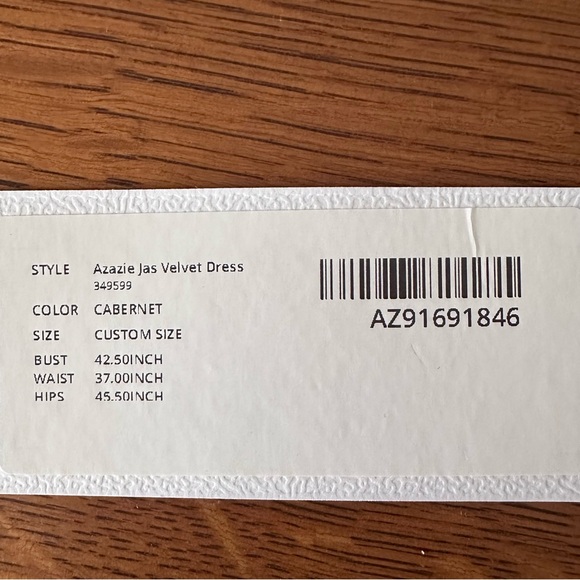 STYLE Azazie Jas Velvet Dress
349599
COLOR CABERNET
SIZE CUSTOM SIZE
BUST 42.50INCH
WAIST 37.00INCH
HIPS 45.50INCH
AZ91691846